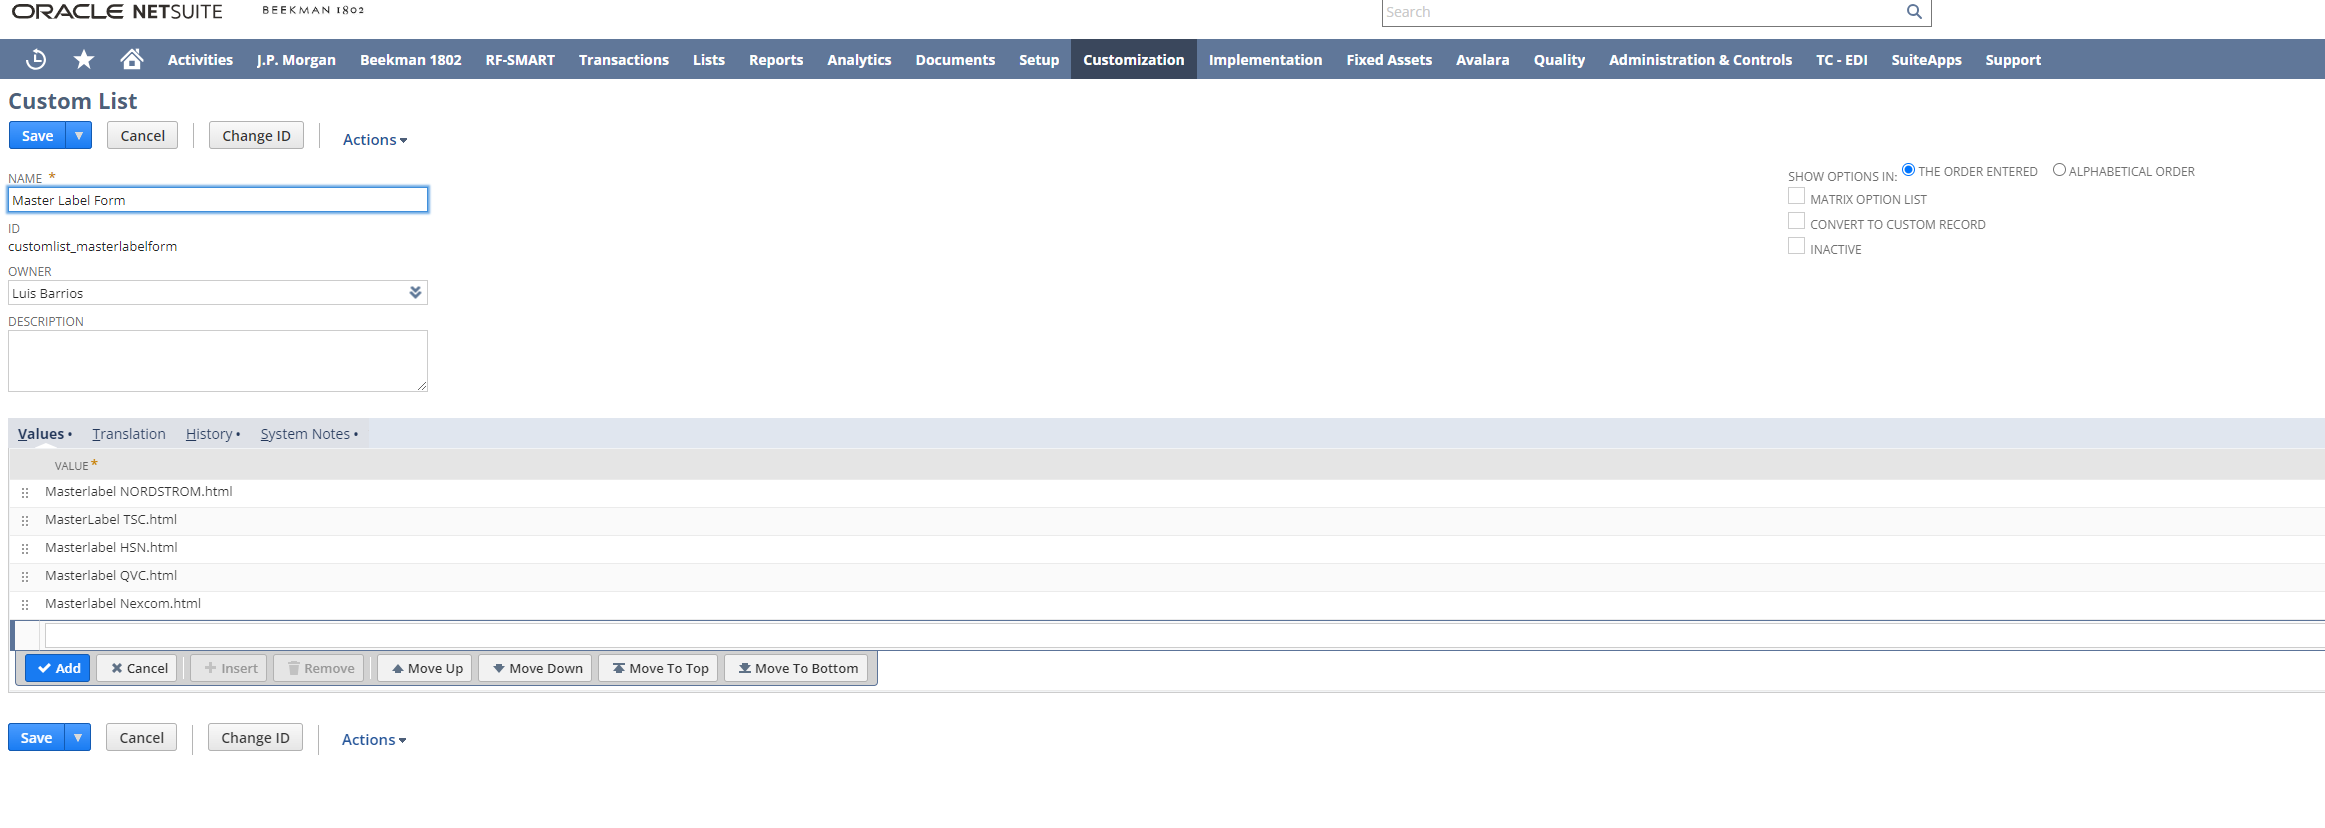 ORACLE NETSUITE BEEKMAN 1802 Search
Activities J.P. Morgan Beekman 1802 RF-SMART Transactions Lists Reports Analytics Documents Setup Customization Implementation Fixed Assets Avalara Quality Administration & Controls TC - EDI SuiteApps Support
Custom List
Save Cancel Change ID Actions
NAME *
Master Label Form
ID
customlist_masterlabelform
OWNER
Luis Barrios
DESCRIPTION
SHOW OPTIONS IN: THE ORDER ENTERED ALPHABETICAL ORDER
MATRIX OPTION LIST
CONVERT TO CUSTOM RECORD
INACTIVE
Values • Translation History • System Notes •
VALUE *
Masterlabel NORDSTROM.html
MasterLabel TSC.html
Masterlabel HSN.html
Masterlabel QVC.html
Masterlabel Nexcom.html
Add Cancel Insert Remove Move Up Move Down Move To Top Move To Bottom
Save Cancel Change ID Actions